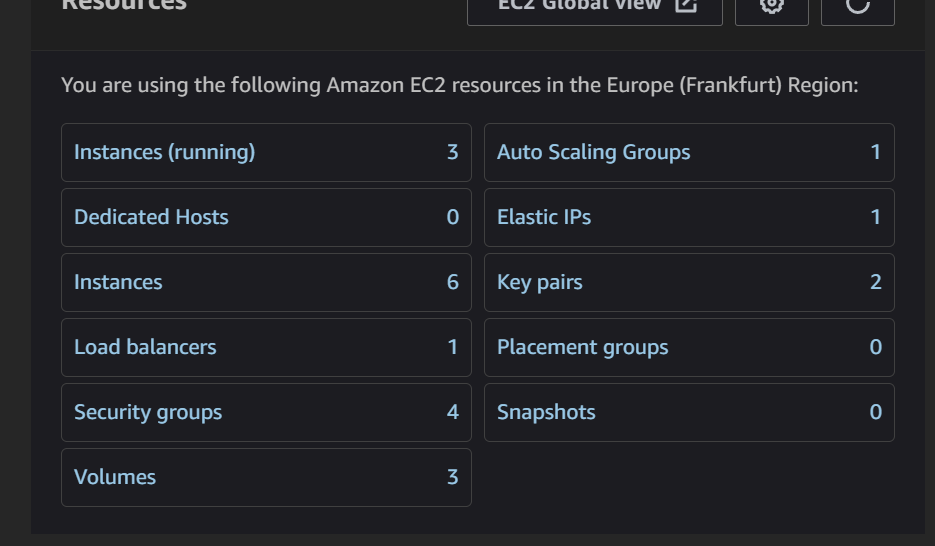 Resources
EC2 Global View
You are using the following Amazon EC2 resources in the Europe (Frankfurt) Region:
Instances (running) 3
Auto Scaling Groups 1
Dedicated Hosts 0
Elastic IPs 1
Instances 6
Key pairs 2
Load balancers 1
Placement groups 0
Security groups 4
Snapshots 0
Volumes 3